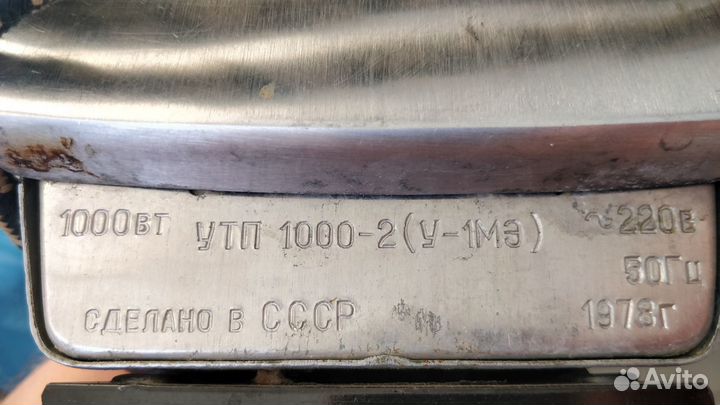 1000ВТ УТП 1000-2(У-1МЭ) ~220В
50Гц
СДЕЛАНО В СССР 1978г
Avito